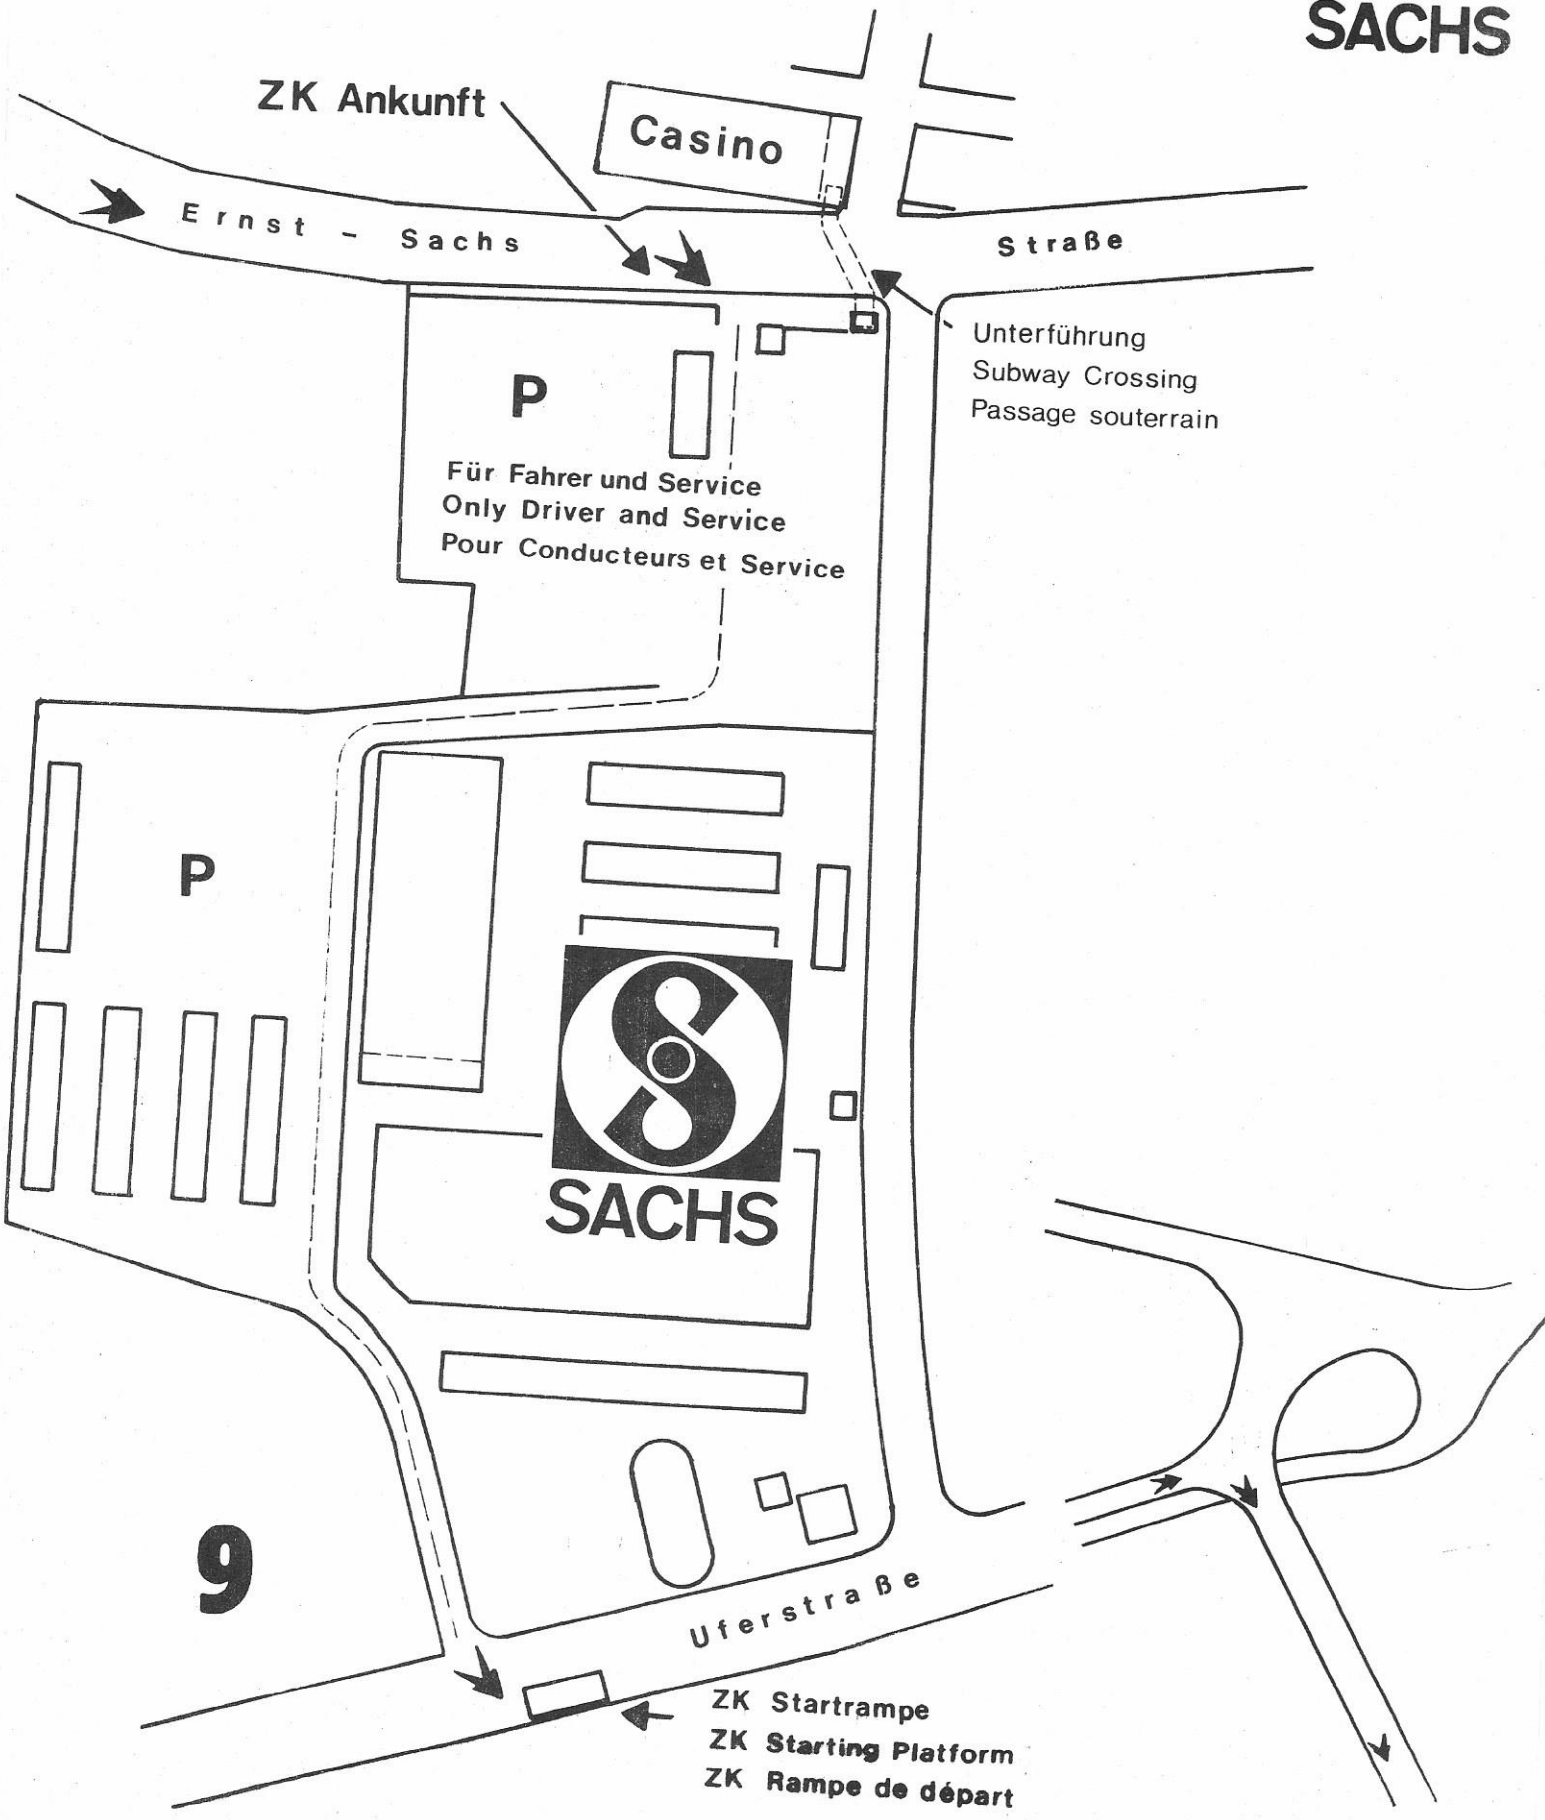 SACHS
ZK Ankunft
Casino
Ernst - Sachs Straße
Unterführung
Subway Crossing
Passage souterrain
P
Für Fahrer und Service
Only Driver and Service
Pour Conducteurs et Service
P
SACHS
9
Uferstraße
ZK Startrampe
ZK Starting Platform
ZK Rampe de départ